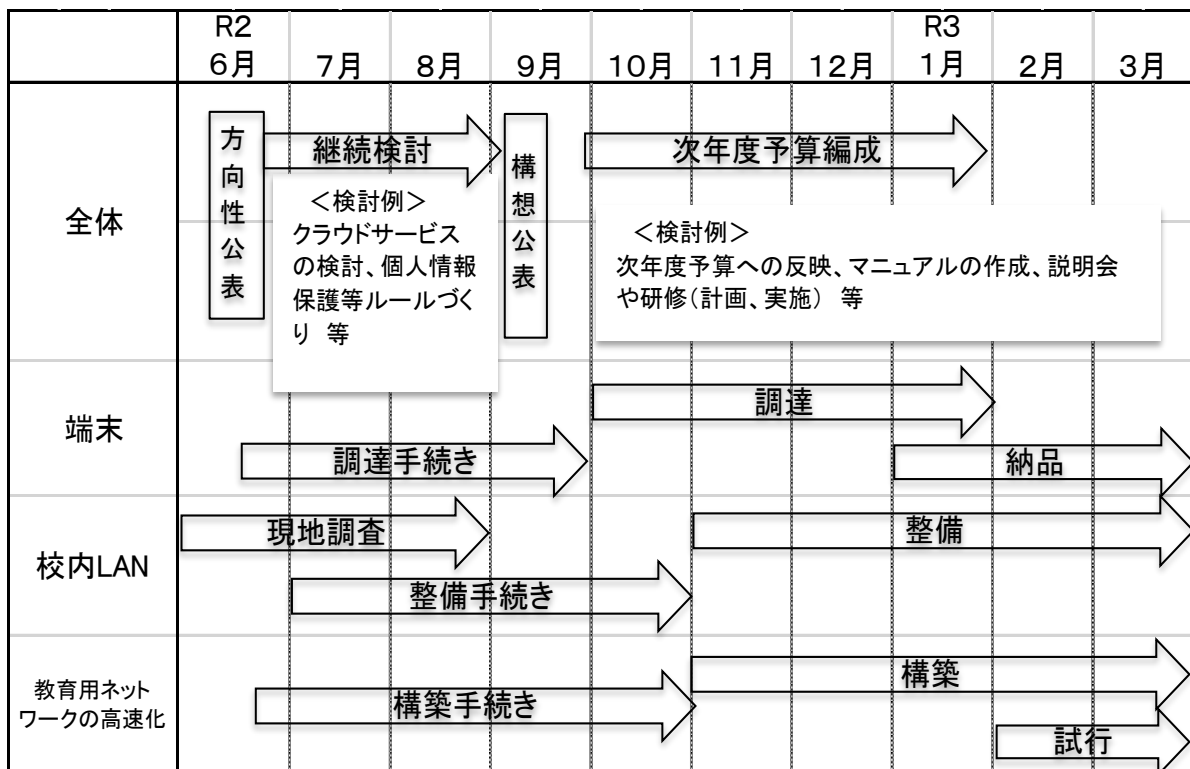 R2
R3
6月 7月 8月 9月 10月 11月 12月 1月 2月 3月
全体
方向性公表
継続検討
構想公表
次年度予算編成
＜検討例＞
クラウドサービス
の検討、個人情報
保護等ルールづく
り 等
＜検討例＞
次年度予算への反映、マニュアルの作成、説明会
や研修（計画、実施） 等
端末
調達
調達手続き
納品
校内LAN
現地調査
整備
整備手続き
教育用ネット
ワークの高速化
構築
構築手続き
試行